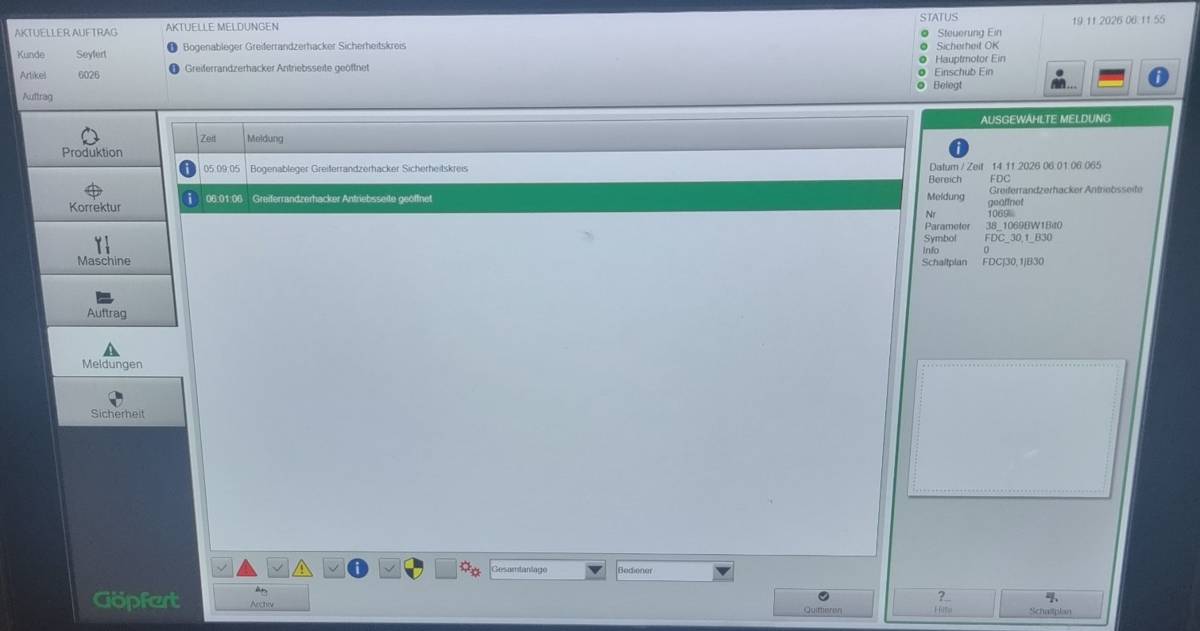 AKTUELLER AUFTRAG
Kunde Seyfert
Artikel 6026
Auftrag
AKTUELLE MELDUNGEN
Bogenableger Greiferrandzerhacker Sicherheitskreis
Greiferrandzerhacker Antriebsseite geöffnet
STATUS
Steuerung Ein
Sicherheit OK
Hauptmotor Ein
Einschub Ein
Belegt
19.11.2026 06:11:55
Produktion
Korrektur
Maschine
Auftrag
Meldungen
Sicherheit
Zeit Meldung
05:09:05 Bogenableger Greiferrandzerhacker Sicherheitskreis
06:01:06 Greiferrandzerhacker Antriebsseite geöffnet
AUSGEWÄHLTE MELDUNG
Datum / Zeit 14.11.2026 06:01:06.065
Bereich FDC
Meldung Greiferrandzerhacker Antriebsseite
geöffnet
Nr
Parameter
Symbol FDC_30,1_B30
Info 0
Schaltplan FDC|30,1|B30
Gesamtanlage
Bediener
Archiv
Quittieren
Hilfe
Schaltplan
Göpfert